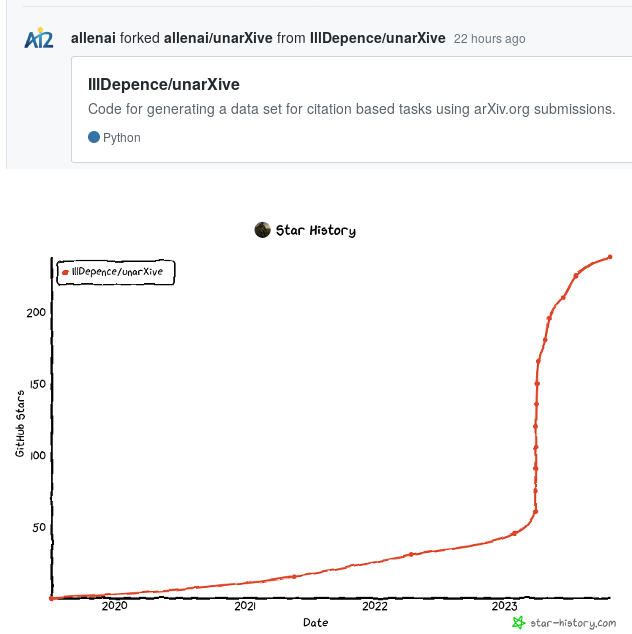 AI2 allenai forked allenai/unarXive from IllDepence/unarXive 22 hours ago
IllDepence/unarXive
Code for generating a data set for citation based tasks using arXiv.org submissions.
Python
Star History
IllDepence/unarXive
200
150
100
50
GitHub Stars
2020 2021 2022 2023
Date
star-history.com